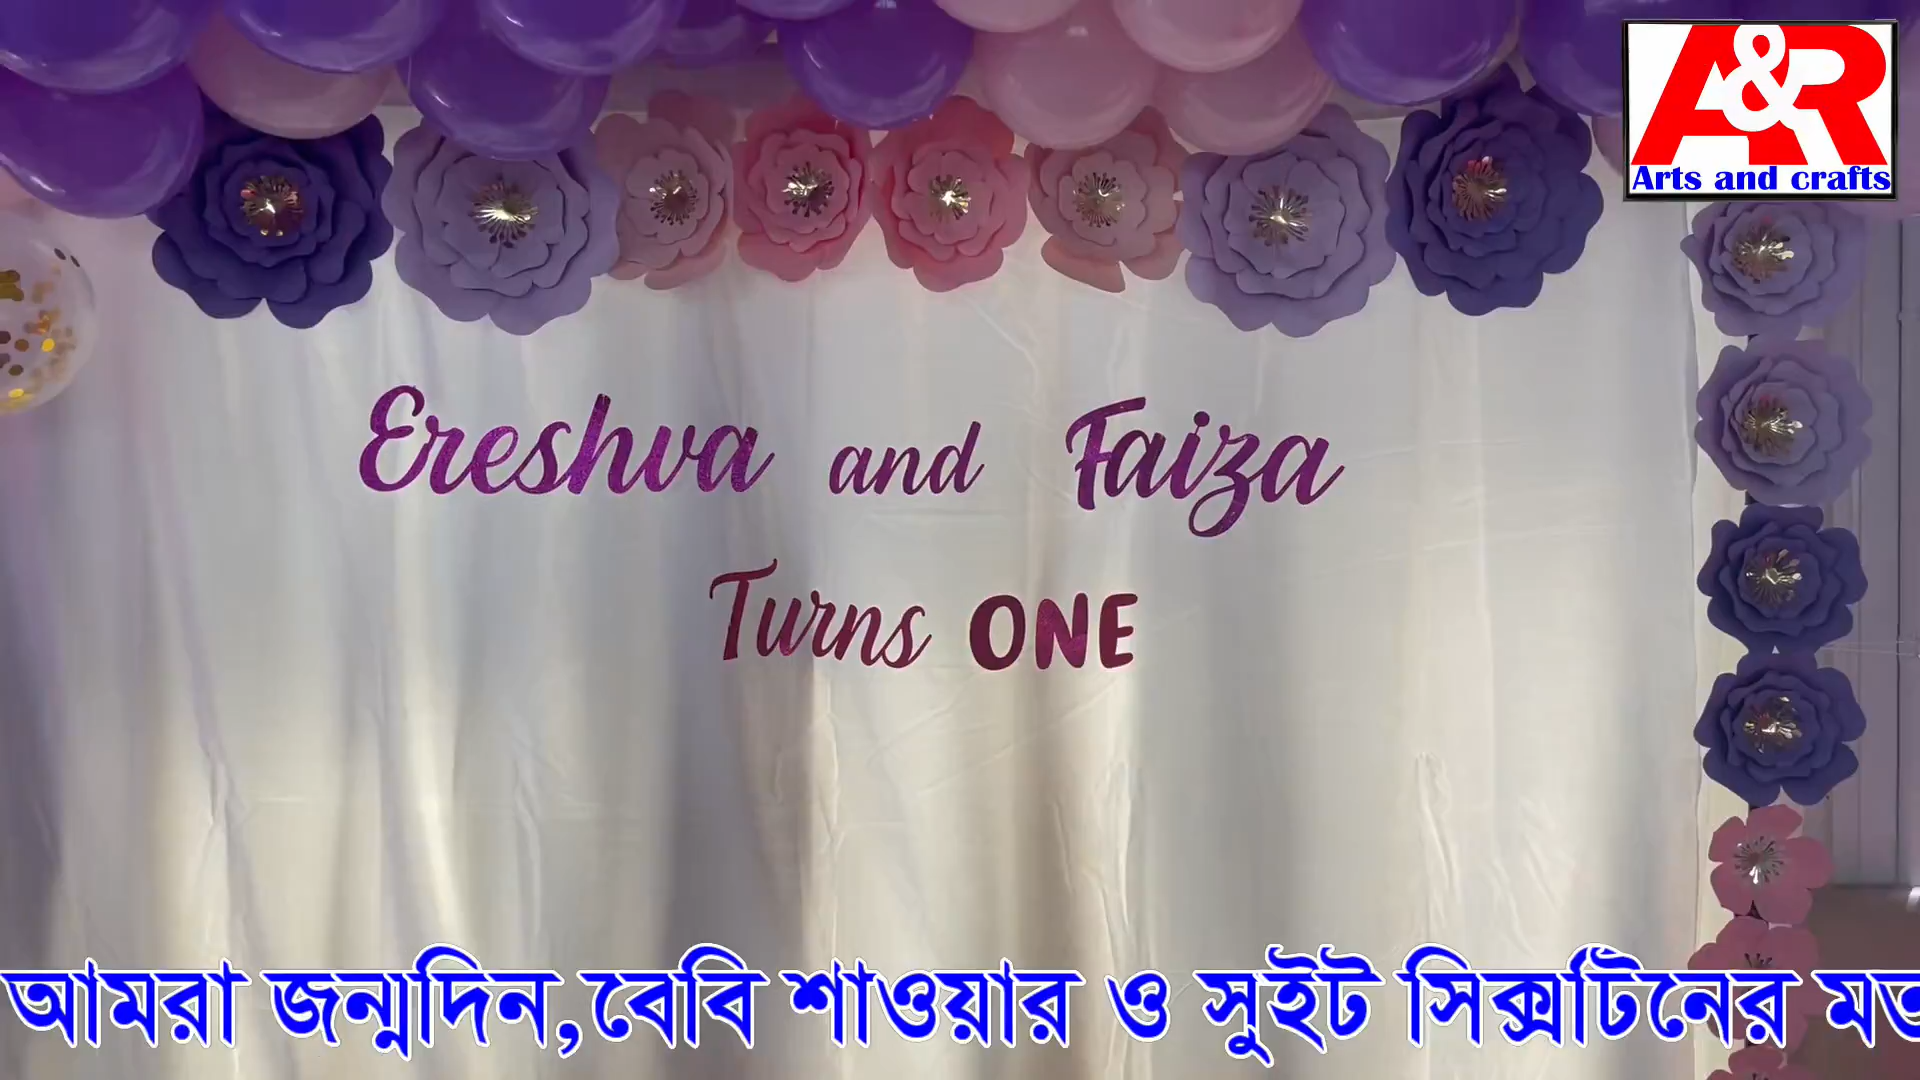 A&R
Arts and crafts
Ereshva and Faiza
Turns ONE
আমরা জন্মদিন,বেবি শাওয়ার ও সুইট সিক্সটিনের মত